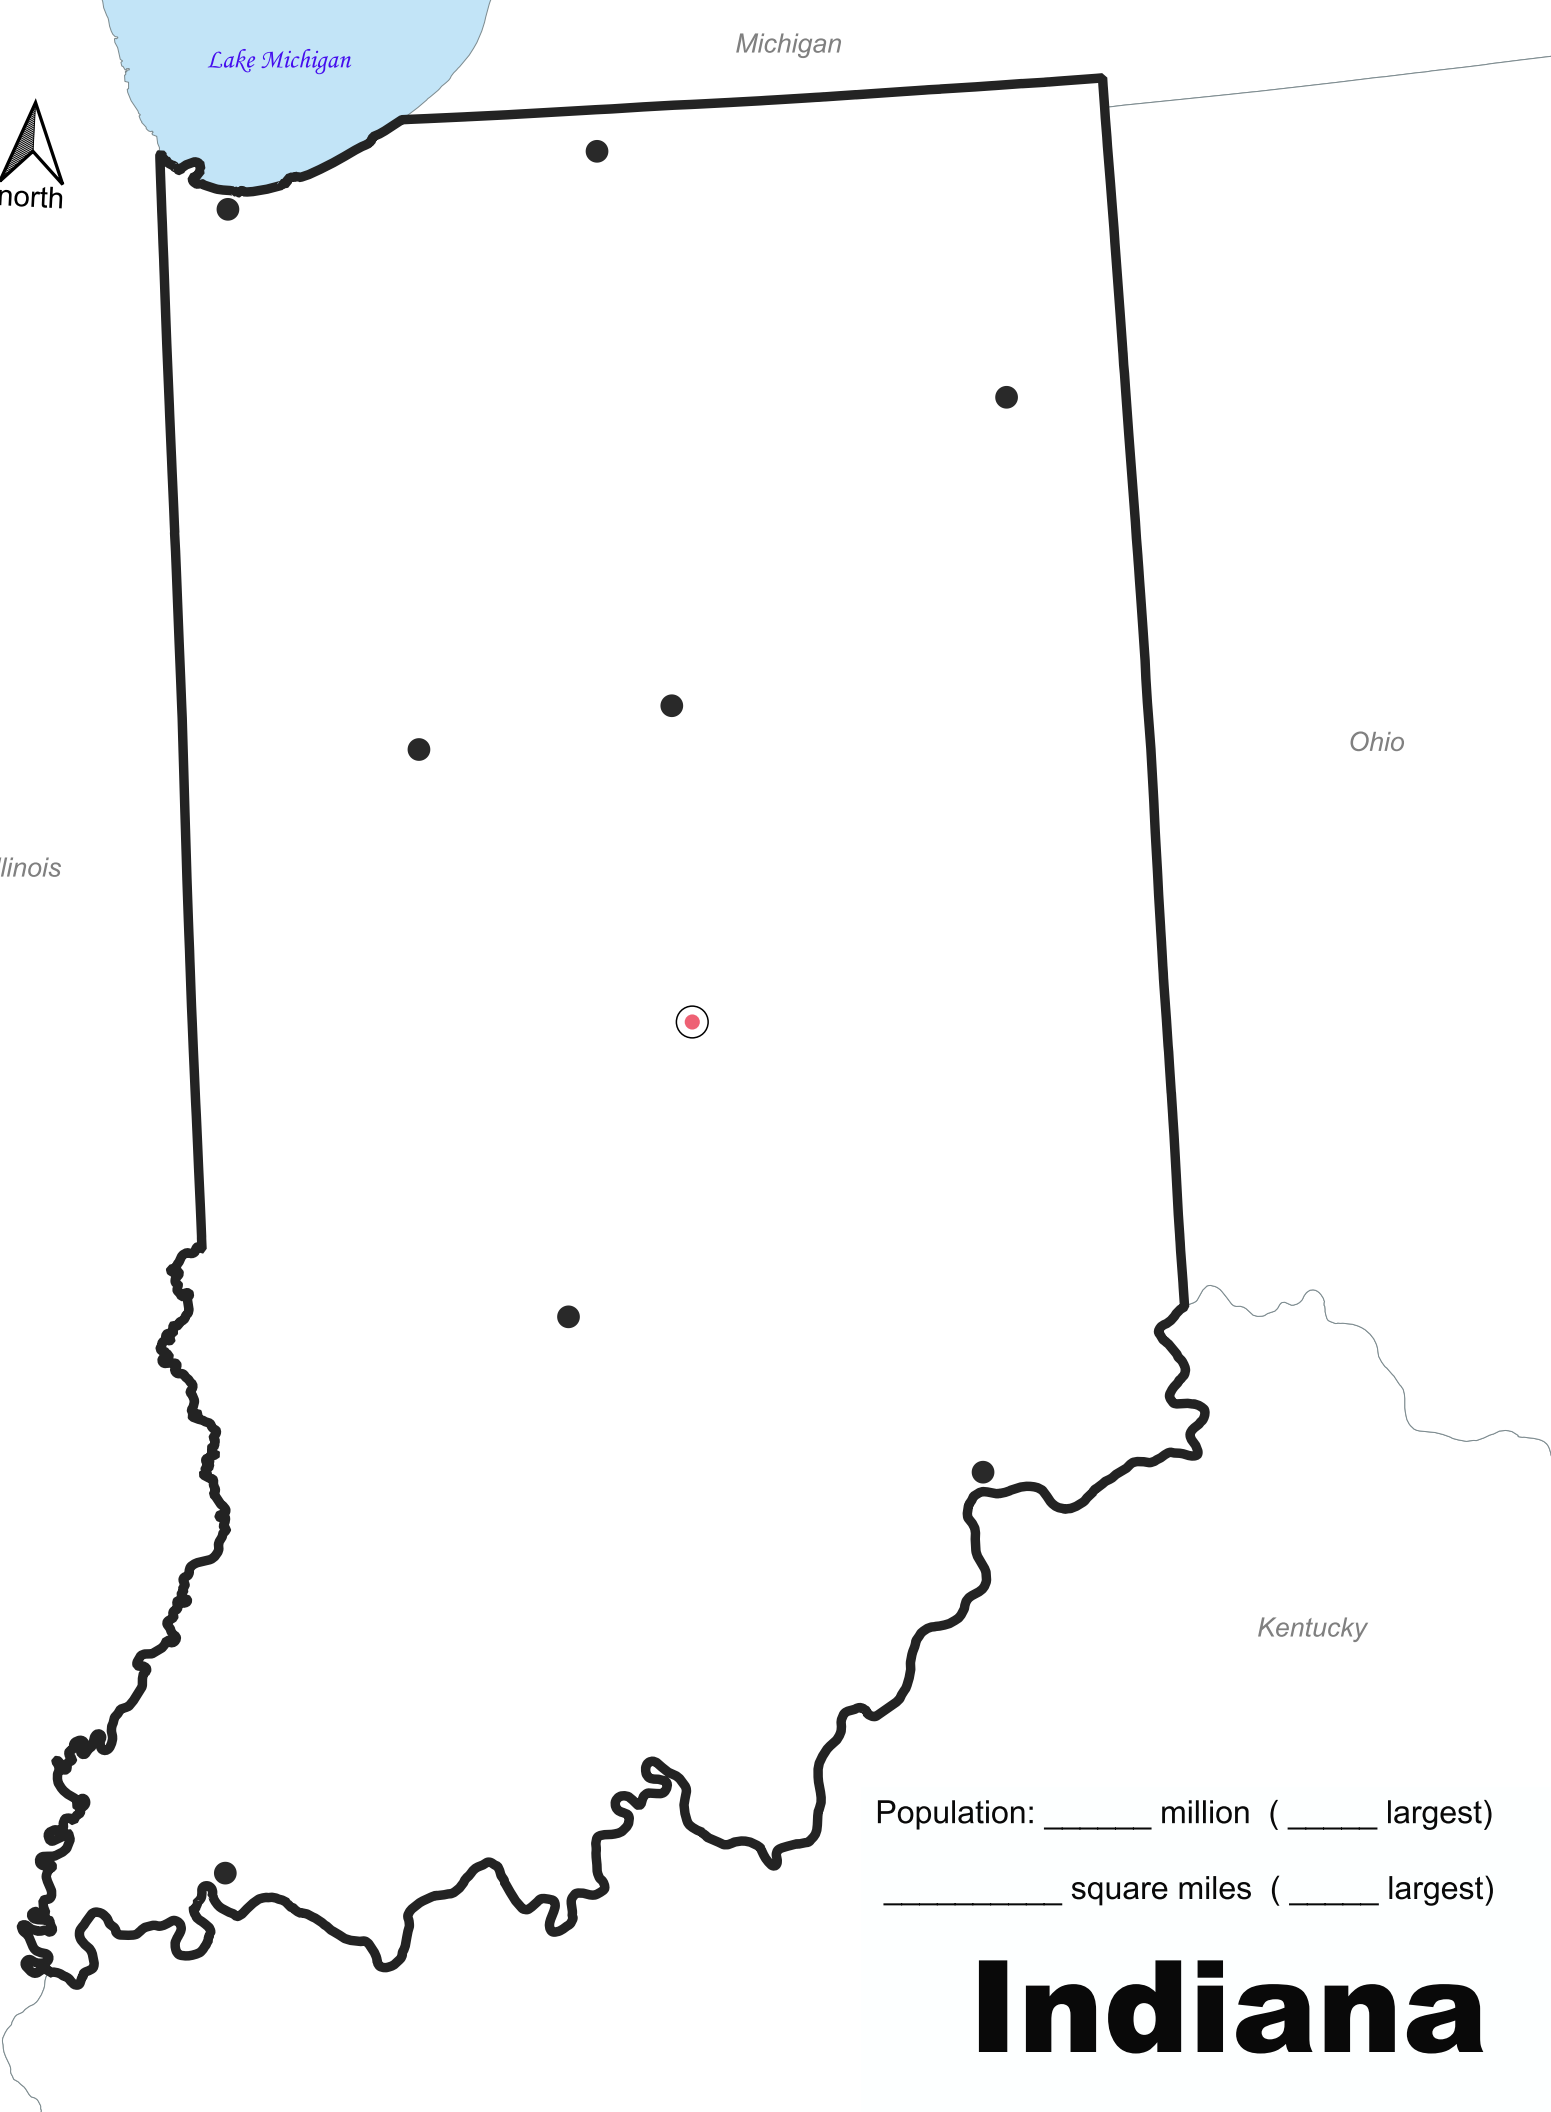 Michigan
Lake Michigan
north
Ohio
llinois
Kentucky
Population: ______ million ( _____ largest)
__________ square miles ( _____ largest)
Indiana